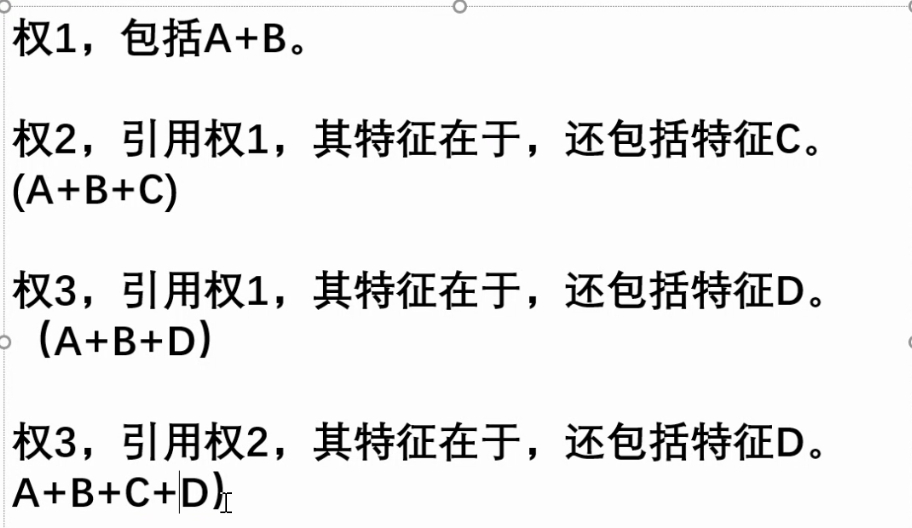 权1，包括A+B。
权2，引用权1，其特征在于，还包括特征C。
(A+B+C)
权3，引用权1，其特征在于，还包括特征D。
（A+B+D）
权3，引用权2，其特征在于，还包括特征D。
A+B+C+D）